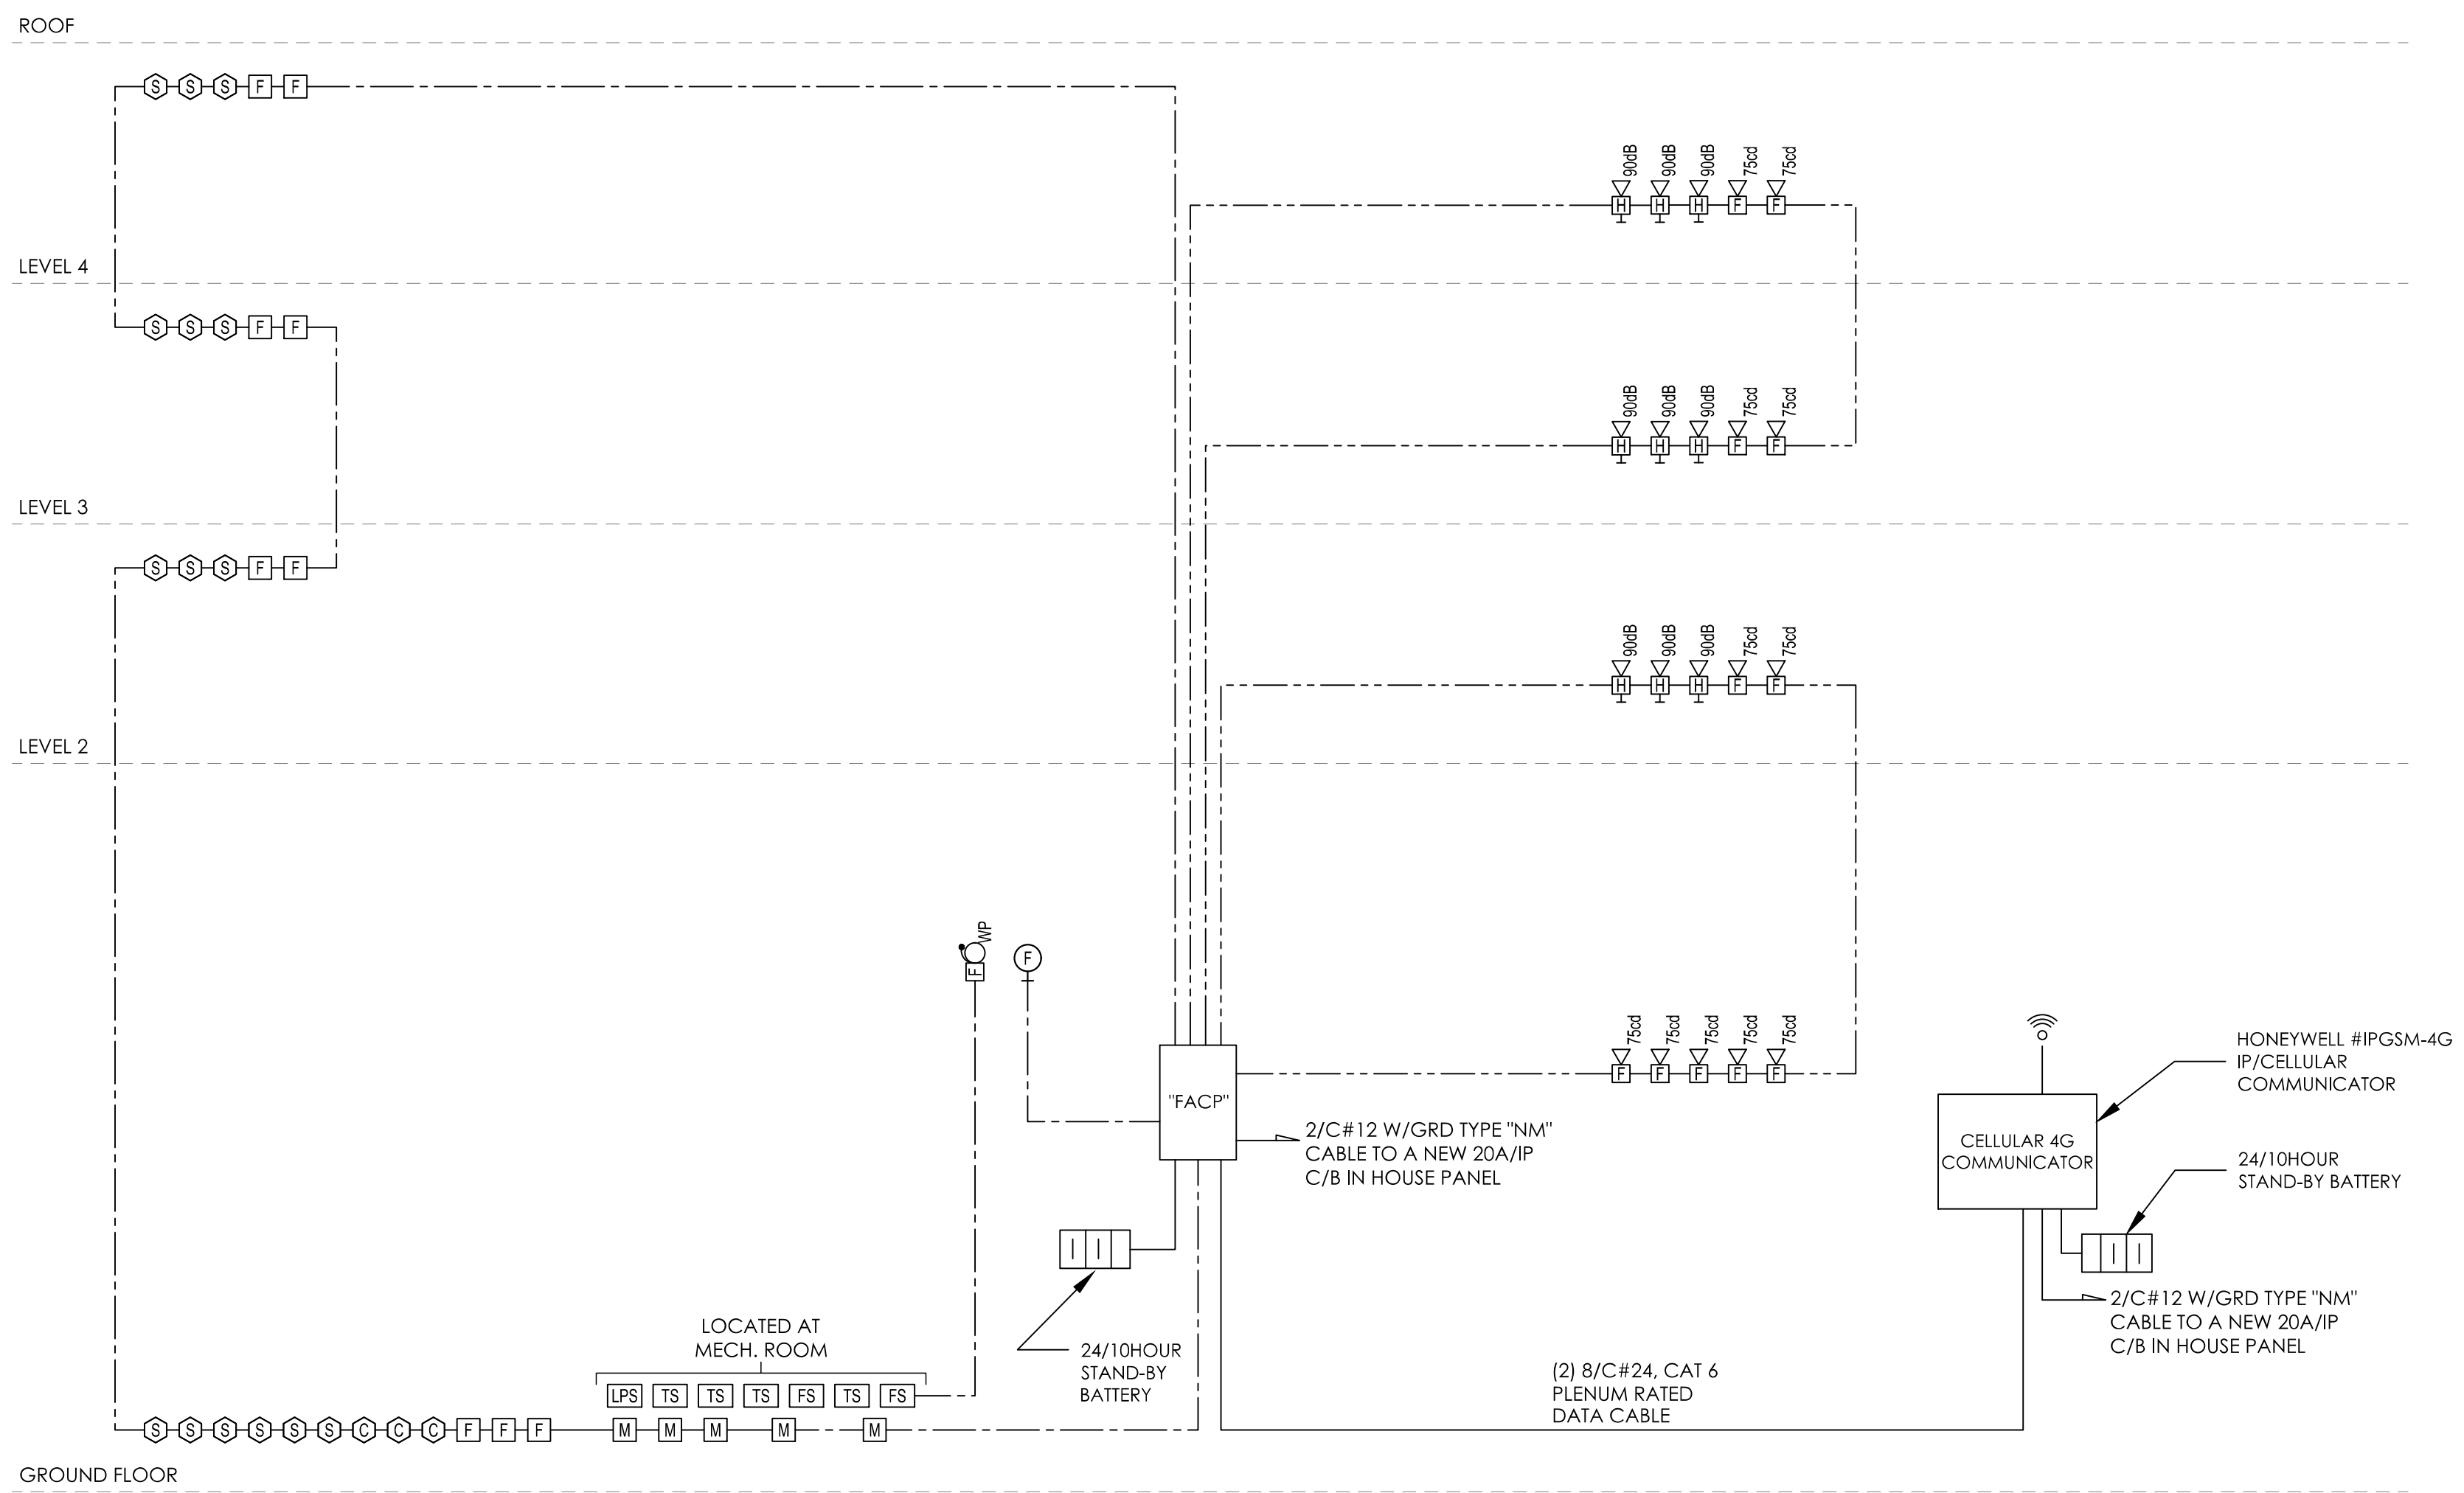 ROOF
S S S F F
90dB 90dB 90dB 75cd 75cd
H H H F F
LEVEL 4
S S S F F
90dB 90dB 90dB 75cd 75cd
H H H F F
LEVEL 3
S S S F F
90dB 90dB 90dB 75cd 75cd
H H H F F
LEVEL 2
WP
F
F
75cd 75cd 75cd 75cd 75cd
F F F F F
"FACP"
2/C#12 W/GRD TYPE "NM"
CABLE TO A NEW 20A/IP
C/B IN HOUSE PANEL
HONEYWELL #IPGSM-4G
IP/CELLULAR
COMMUNICATOR
CELLULAR 4G
COMMUNICATOR
24/10HOUR
STAND-BY BATTERY
2/C#12 W/GRD TYPE "NM"
CABLE TO A NEW 20A/IP
C/B IN HOUSE PANEL
24/10HOUR
STAND-BY
BATTERY
(2) 8/C#24, CAT 6
PLENUM RATED
DATA CABLE
LOCATED AT
MECH. ROOM
LPS TS TS TS FS TS FS
S S S S S S C C C F F F M M M M M
GROUND FLOOR